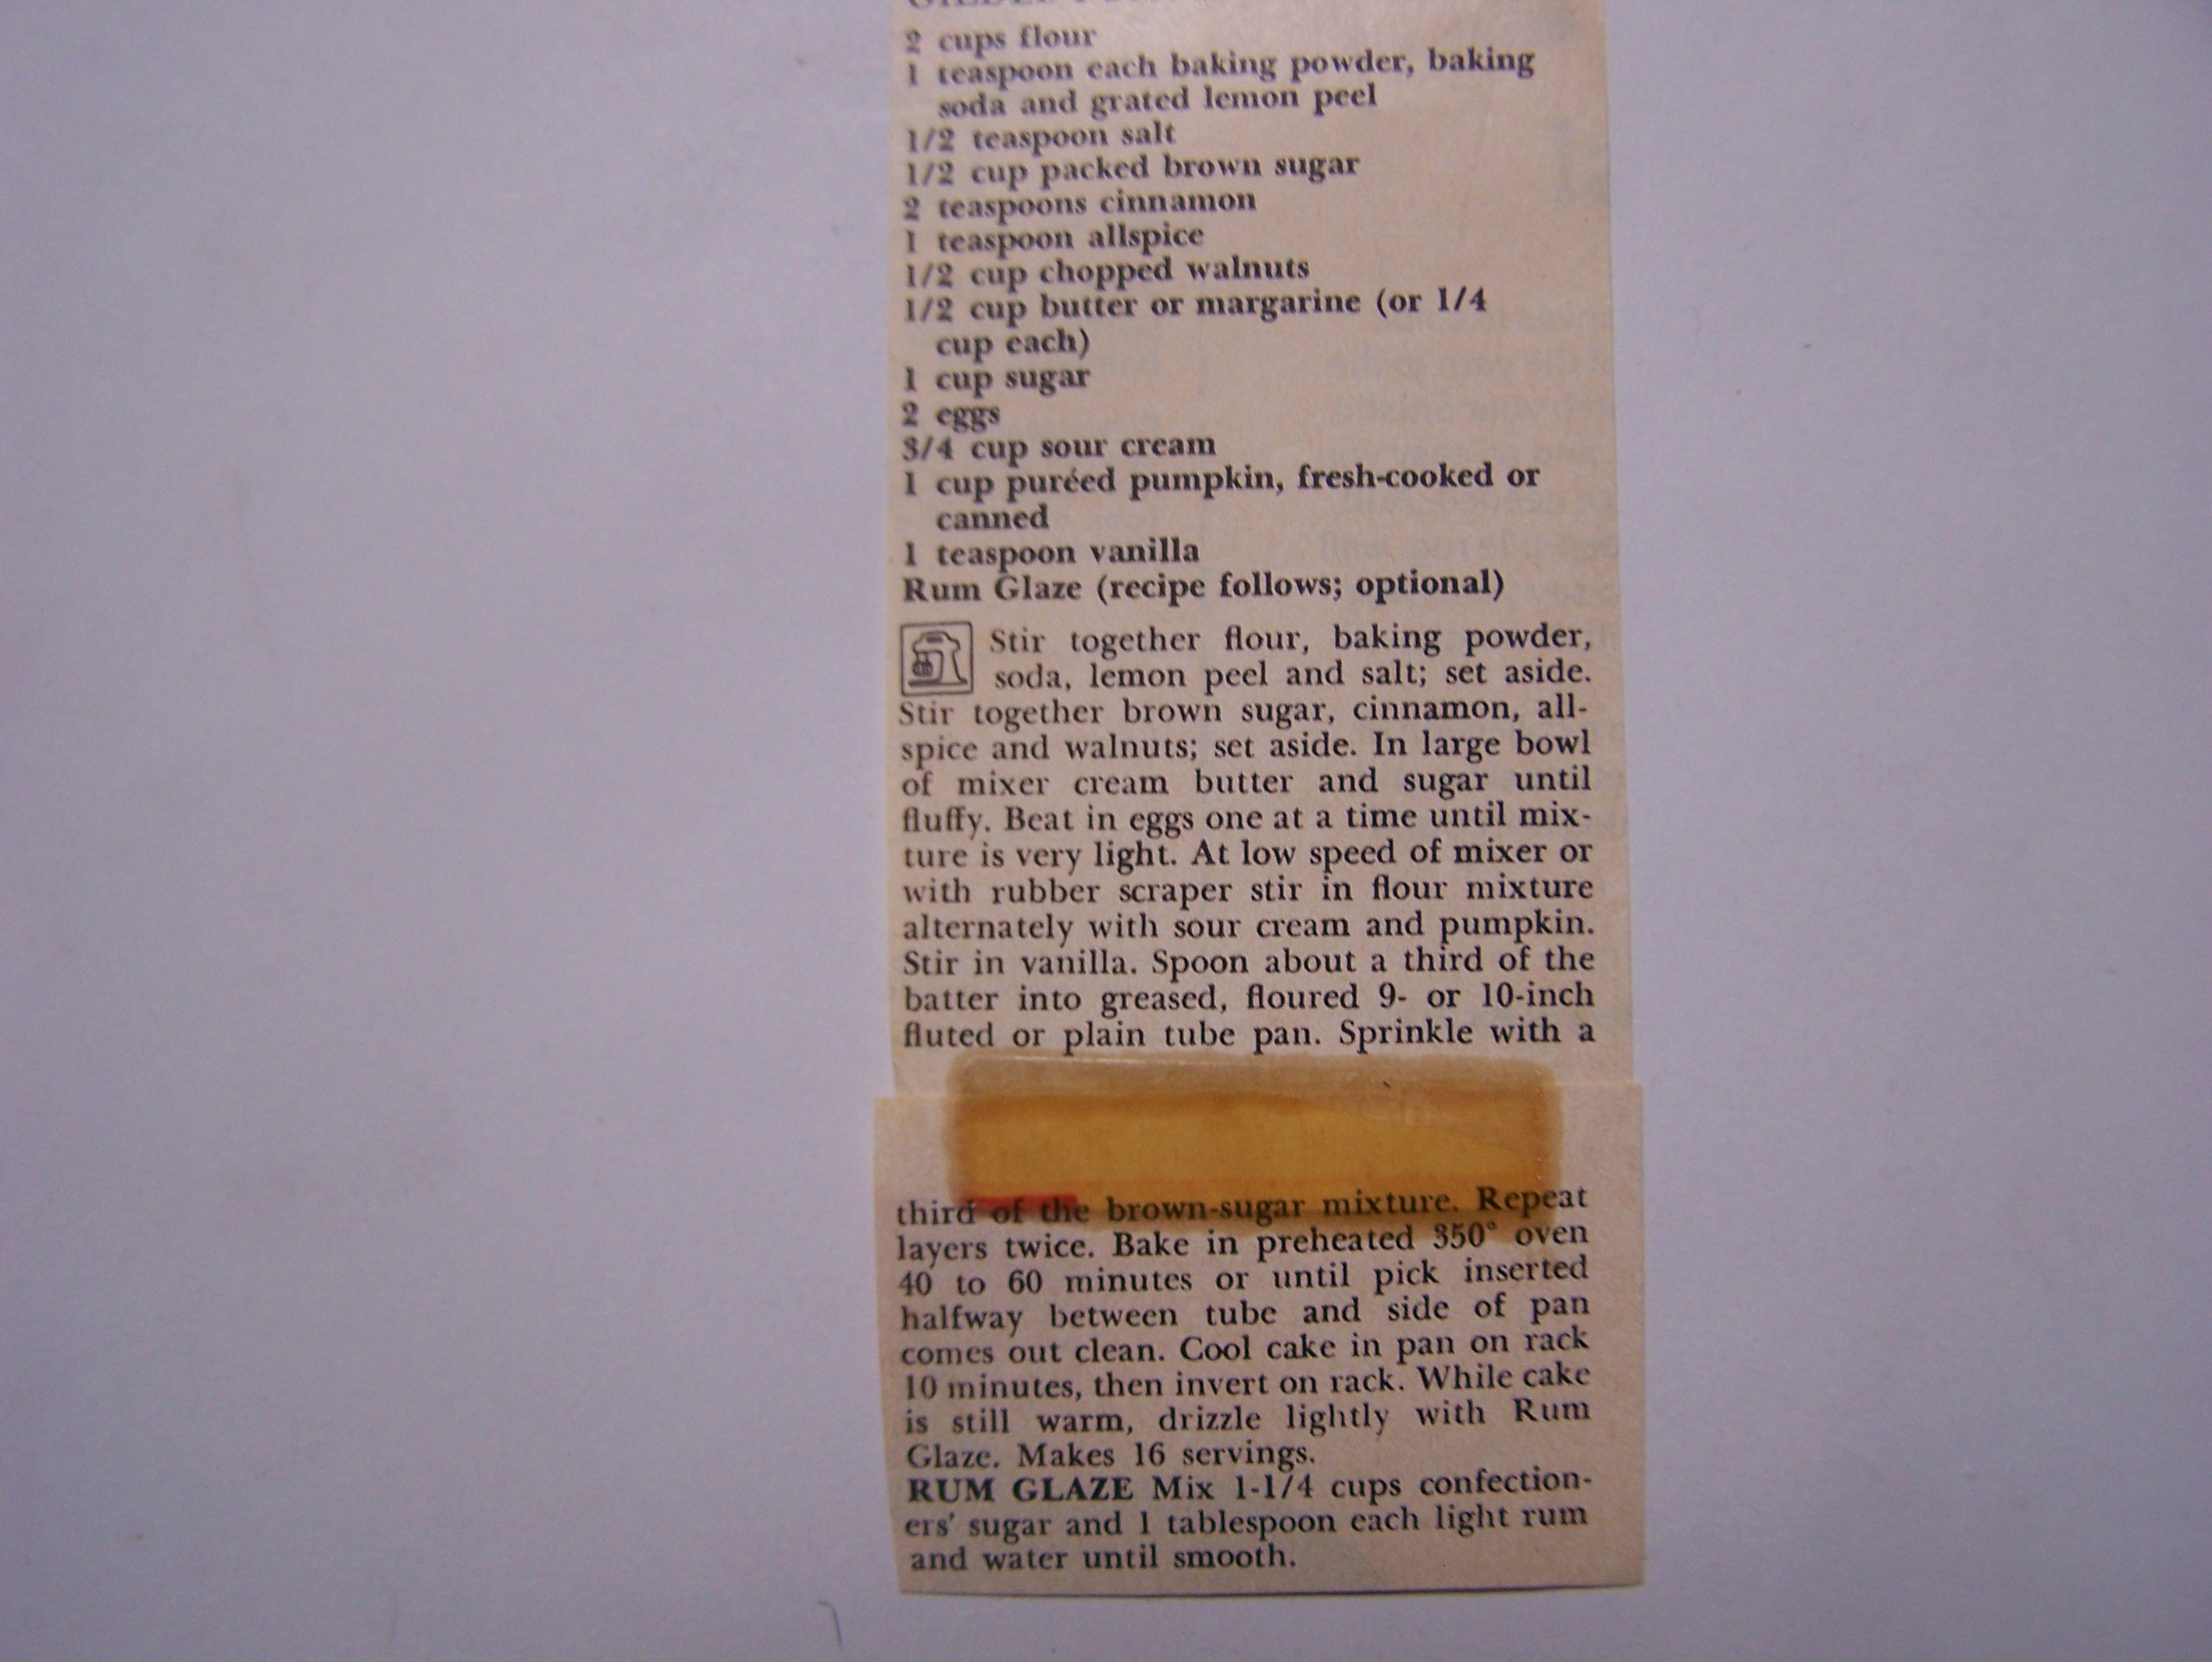 2 cups flour
1 teaspoon each baking powder, baking
soda and grated lemon peel
1/2 teaspoon salt
1/2 cup packed brown sugar
2 teaspoons cinnamon
1 teaspoon allspice
1/2 cup chopped walnuts
1/2 cup butter or margarine (or 1/4
cup each)
1 cup sugar
2 eggs
3/4 cup sour cream
1 cup puréed pumpkin, fresh-cooked or
canned
1 teaspoon vanilla
Rum Glaze (recipe follows; optional)
Stir together flour, baking powder,
soda, lemon peel and salt; set aside.
Stir together brown sugar, cinnamon, all-
spice and walnuts; set aside. In large bowl
of mixer cream butter and sugar until
fluffy. Beat in eggs one at a time until mix-
ture is very light. At low speed of mixer or
with rubber scraper stir in flour mixture
alternately with sour cream and pumpkin.
Stir in vanilla. Spoon about a third of the
batter into greased, floured 9- or 10-inch
fluted or plain tube pan. Sprinkle with a
third of the brown-sugar mixture. Repeat
layers twice. Bake in preheated 350° oven
40 to 60 minutes or until pick inserted
halfway between tube and side of pan
comes out clean. Cool cake in pan on rack
10 minutes, then invert on rack. While cake
is still warm, drizzle lightly with Rum
Glaze. Makes 16 servings.
RUM GLAZE Mix 1-1/4 cups confection-
ers' sugar and 1 tablespoon each light rum
and water until smooth.